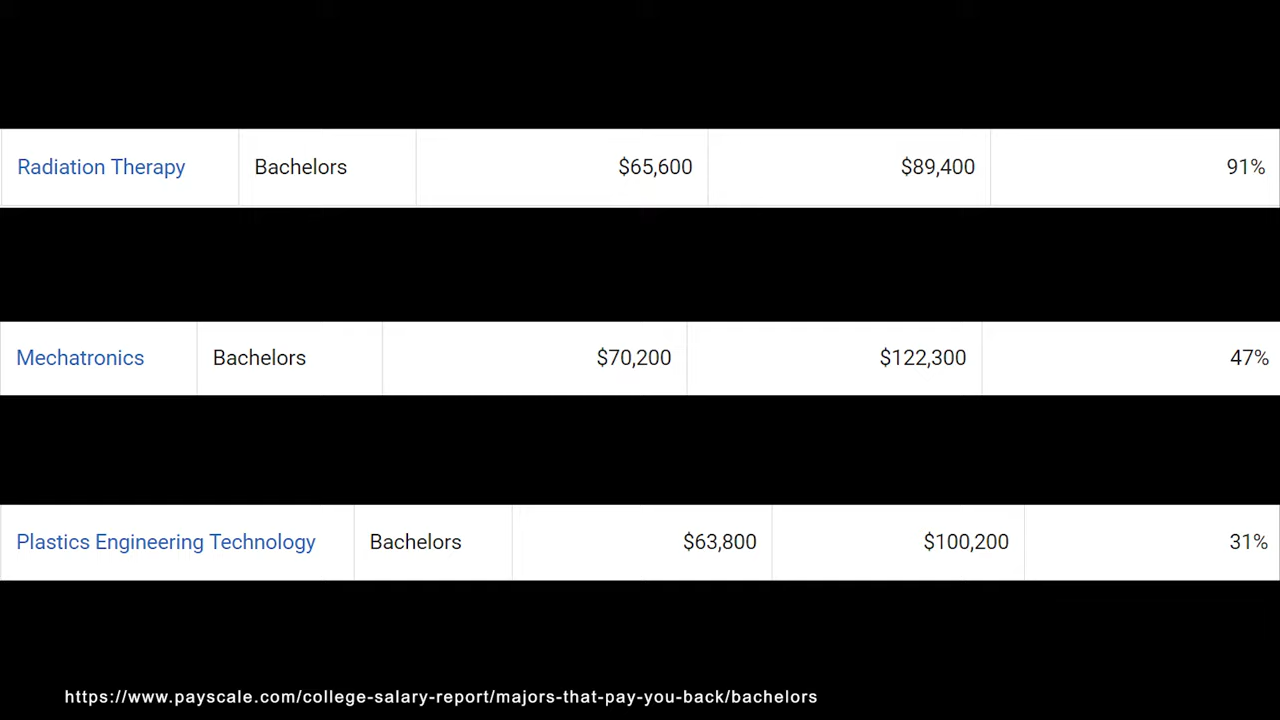 Radiation Therapy Bachelors $65,600 $89,400 91%
Mechatronics Bachelors $70,200 $122,300 47%
Plastics Engineering Technology Bachelors $63,800 $100,200 31%
https://www.payscale.com/college-salary-report/majors-that-pay-you-back/bachelors